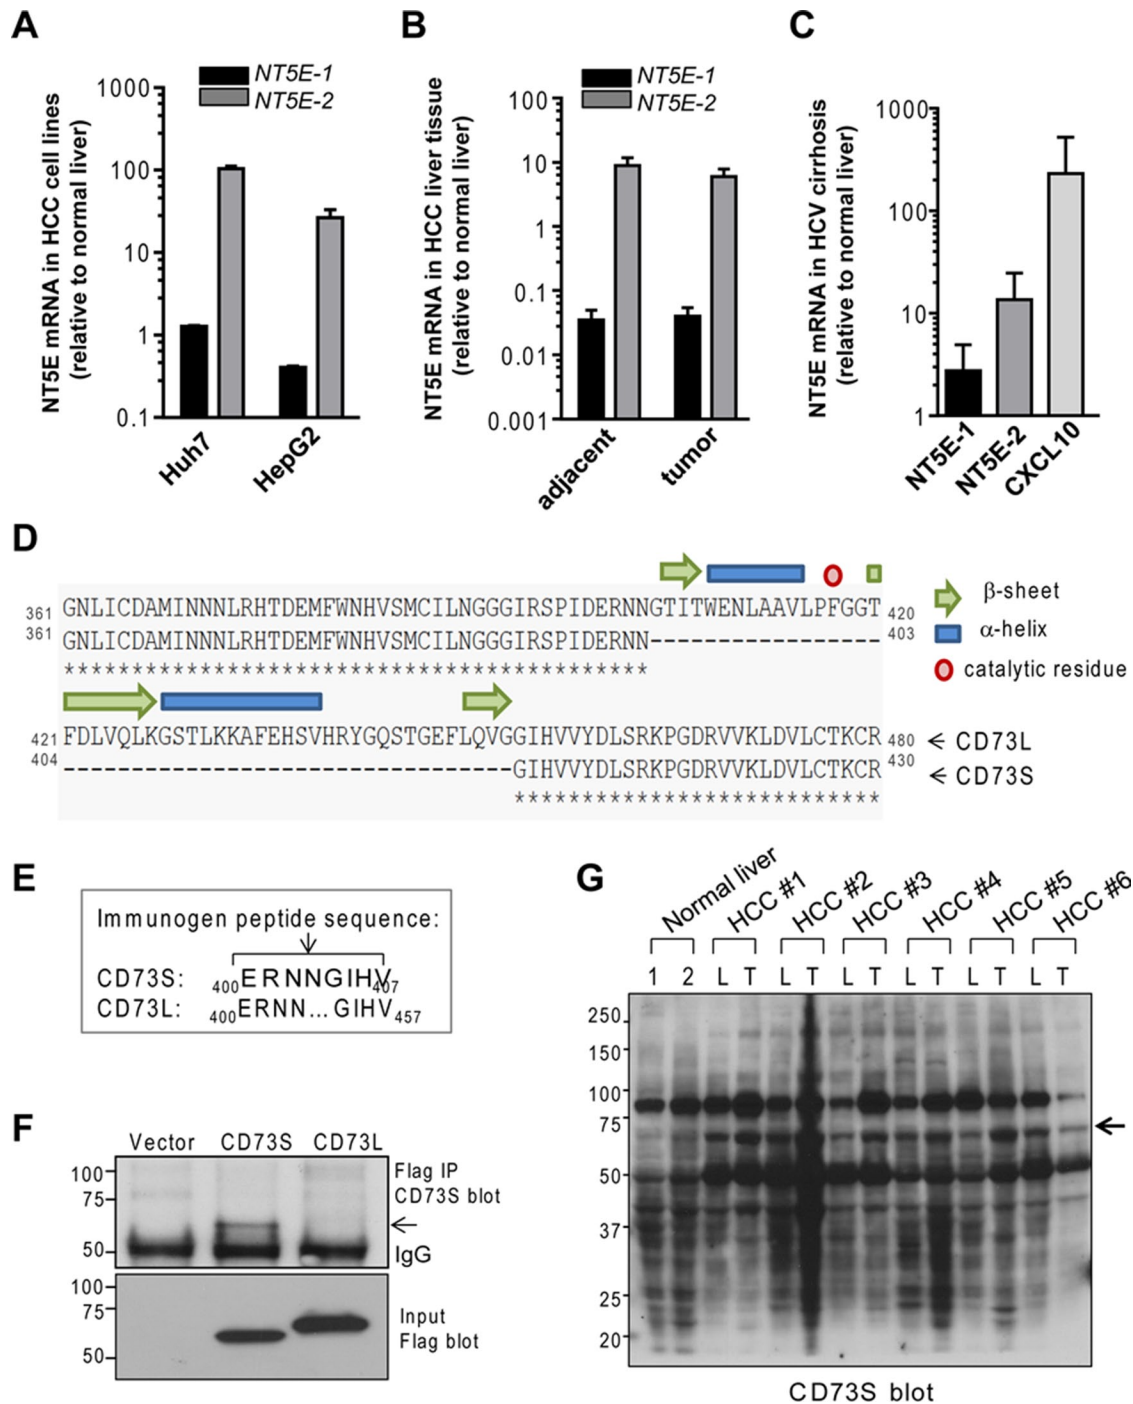 A
NT5E mRNA in HCC cell lines
(relative to normal liver)
NT5E-1
NT5E-2
1000
100
10
1
0.1
Huh7
HepG2
B
NT5E mRNA in HCC liver tissue
(relative to normal liver)
NT5E-1
NT5E-2
100
10
1
0.1
0.01
0.001
adjacent
tumor
C
NT5E mRNA in HCV cirrhosis
(relative to normal liver)
1000
100
10
1
NT5E-1
NT5E-2
CXCL10
D
361 GNLICDAMINNNLRHTDEMFWNHVSMCILNGGGIRSPIDERNNGTITWENLAAVLPFGGT 420
361 GNLICDAMINNNLRHTDEMFWNHVSMCILNGGGIRSPIDERNN----------------- 403
*******************************************
421 FDLVQLKGSTLKKAFEHSVHRYGQSTGEFLQVGGIHVVYDLSRKPGDRVVKLDVLCTKCR 480 CD73L
404 ---------------------------------GIHVVYDLSRKPGDRVVKLDVLCTKCR 430 CD73S
***************************
β-sheet
α-helix
catalytic residue
E
Immunogen peptide sequence:
CD73S: 400ERNNGIHV407
CD73L: 400ERNN...GIHV457
F
Vector CD73S CD73L
100
75
50
Flag IP
CD73S blot
IgG
100
75
50
Input
Flag blot
G
Normal liver
HCC #1
HCC #2
HCC #3
HCC #4
HCC #5
HCC #6
1 2 L T L T L T L T L T L T
250
150
100
75
50
37
25
20
CD73S blot